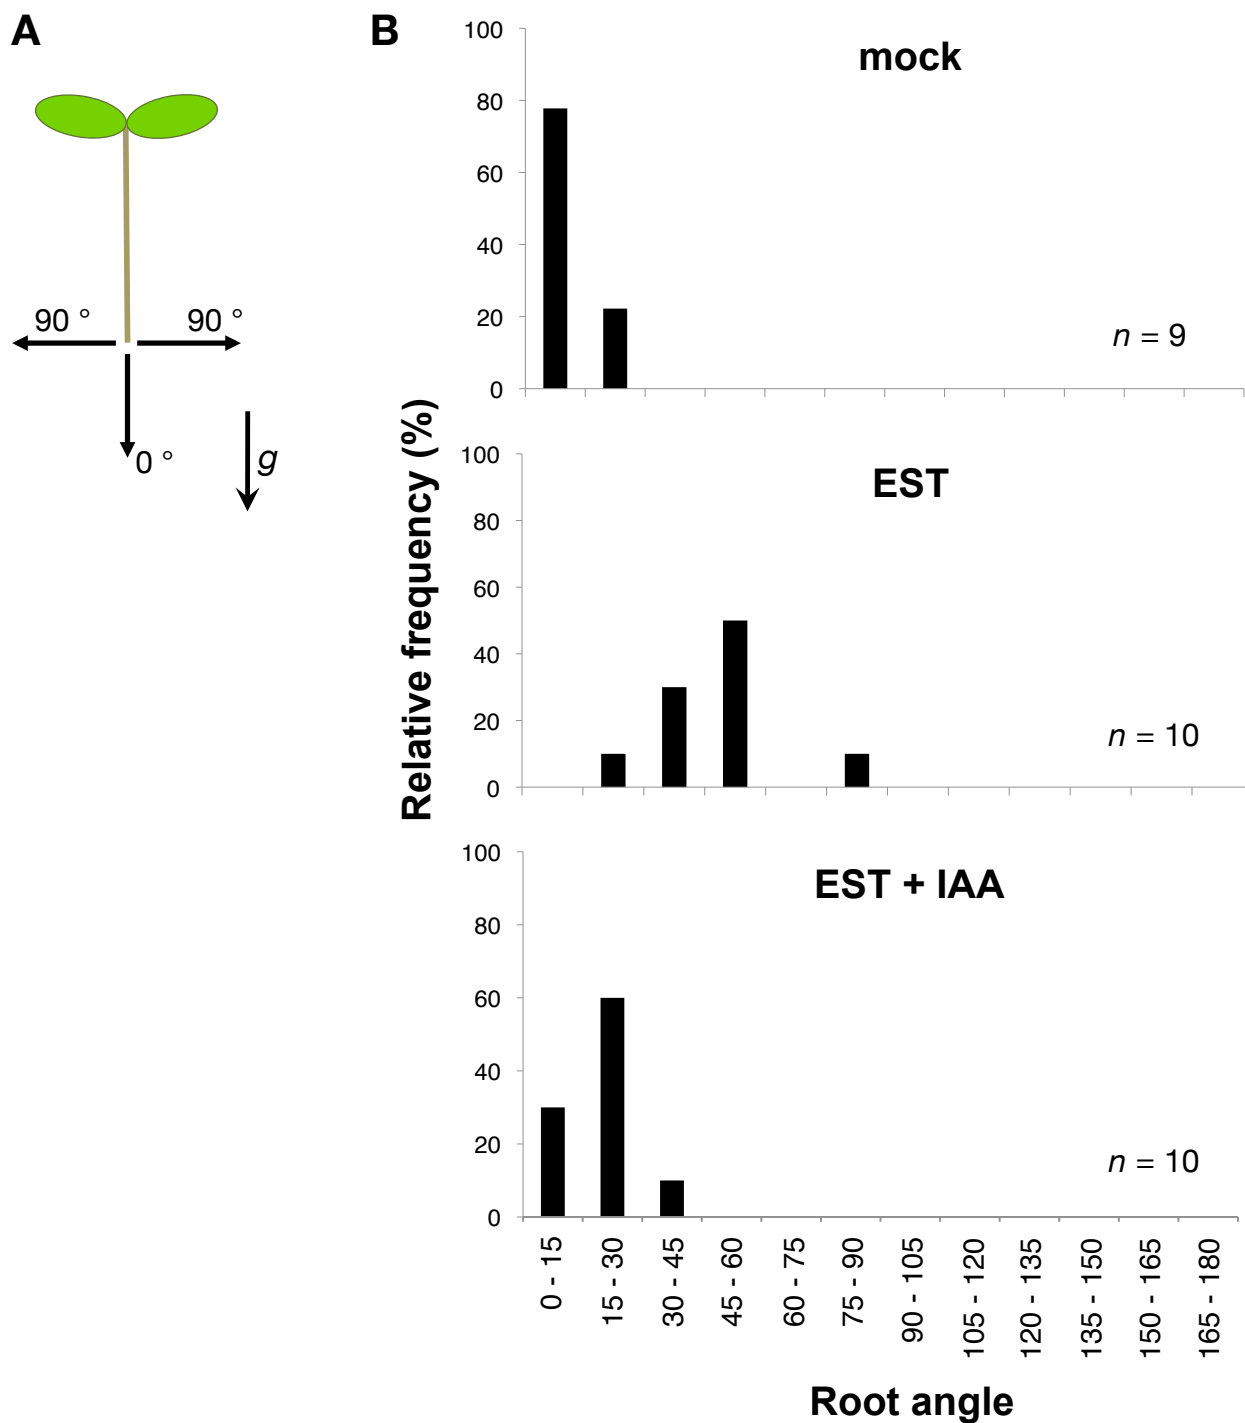 A
90 °
90 °
0 °
g
B
Relative frequency (%)
100
80
60
40
20
0
mock
n = 9
100
80
60
40
20
0
EST
n = 10
100
80
60
40
20
0
EST + IAA
n = 10
0 - 15
15 - 30
30 - 45
45 - 60
60 - 75
75 - 90
90 - 105
105 - 120
120 - 135
135 - 150
150 - 165
165 - 180
Root angle